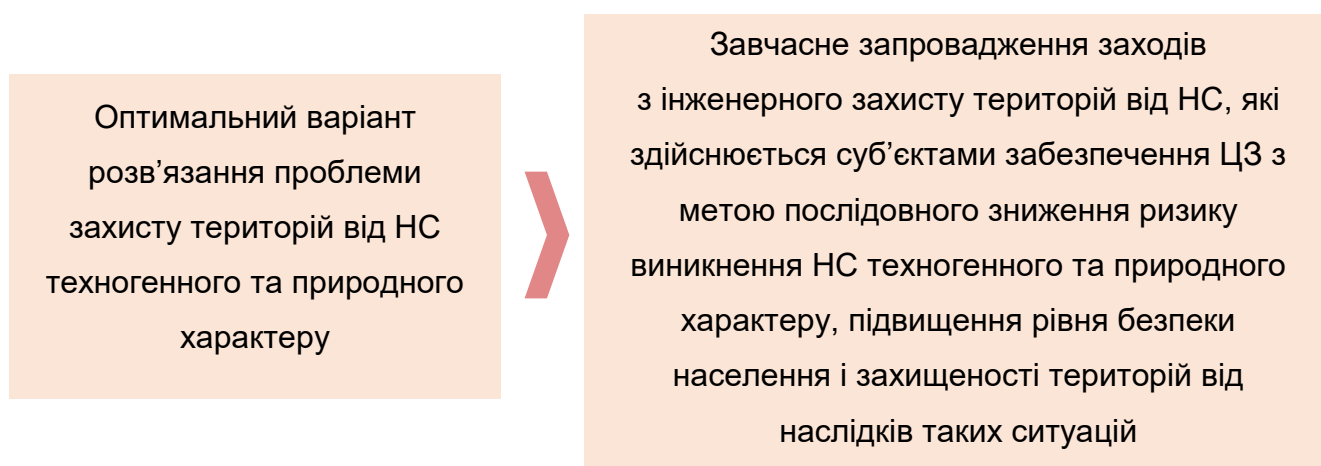 Оптимальний варіант
розв’язання проблеми
захисту територій від НС
техногенного та природного
характеру
Завчасне запровадження заходів
з інженерного захисту територій від НС, які
здійснюється суб’єктами забезпечення ЦЗ з
метою послідовного зниження ризику
виникнення НС техногенного та природного
характеру, підвищення рівня безпеки
населення і захищеності територій від
наслідків таких ситуацій